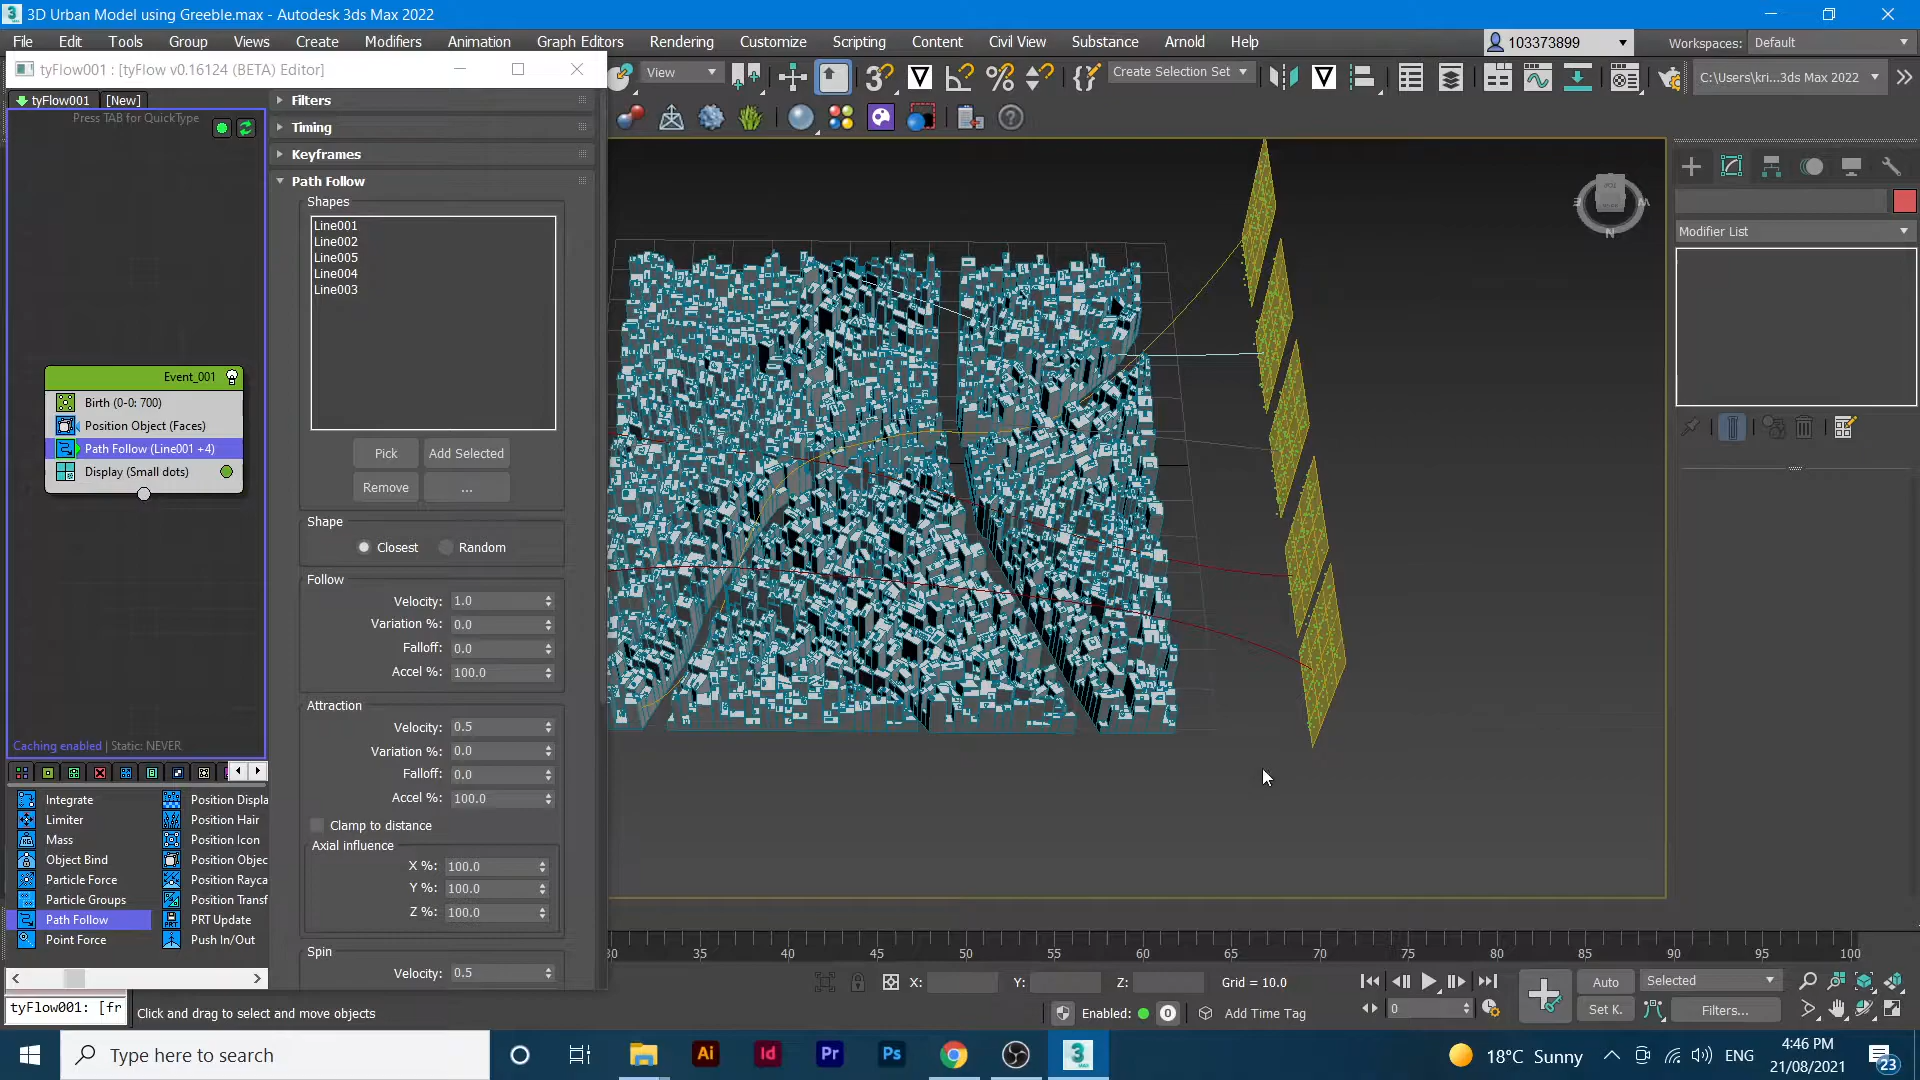 3D Urban Model using Greeble.max - Autodesk 3ds Max 2022
File Edit Tools Group Views Create Modifiers Animation Graph Editors Rendering Customize Scripting Content Civil View Substance Arnold Help
103373899
Workspaces: Default
tyFlow001 : [tyFlow v0.16124 (BETA) Editor]
View
Create Selection Set
C:\Users\kri...3ds Max 2022
tyFlow001 [New]
Press TAB for QuickType
Filters
Timing
Keyframes
Path Follow
Shapes
Line001
Line002
Line005
Line004
Line003
Pick
Add Selected
Remove
...
Shape
Closest
Random
Follow
Velocity: 1.0
Variation %: 0.0
Falloff: 0.0
Accel %: 100.0
Attraction
Velocity: 0.5
Variation %: 0.0
Falloff: 0.0
Accel %: 100.0
Clamp to distance
Axial influence
X %: 100.0
Y %: 100.0
Z %: 100.0
Spin
Velocity: 0.5
Event_001
Birth (0-0: 700)
Position Object (Faces)
Path Follow (Line001 +4)
Display (Small dots)
Caching enabled | Static: NEVER
Integrate
Limiter
Mass
Object Bind
Particle Force
Particle Groups
Path Follow
Point Force
Position Displa
Position Hair
Position Icon
Position Objec
Position Rayca
Position Transf
PRT Update
Push In/Out
Modifier List
30 35 40 45 50 55 60 65 70 75 80 85 90 95 100
X:
Y:
Z:
Grid = 10.0
Auto
Selected
Set K.
Filters...
0
tyFlow001: [fr
Click and drag to select and move objects
Enabled:
0
Add Time Tag
Type here to search
Ai
Id
Pr
Ps
3
MAX
18°C Sunny
ENG
4:46 PM
21/08/2021
23